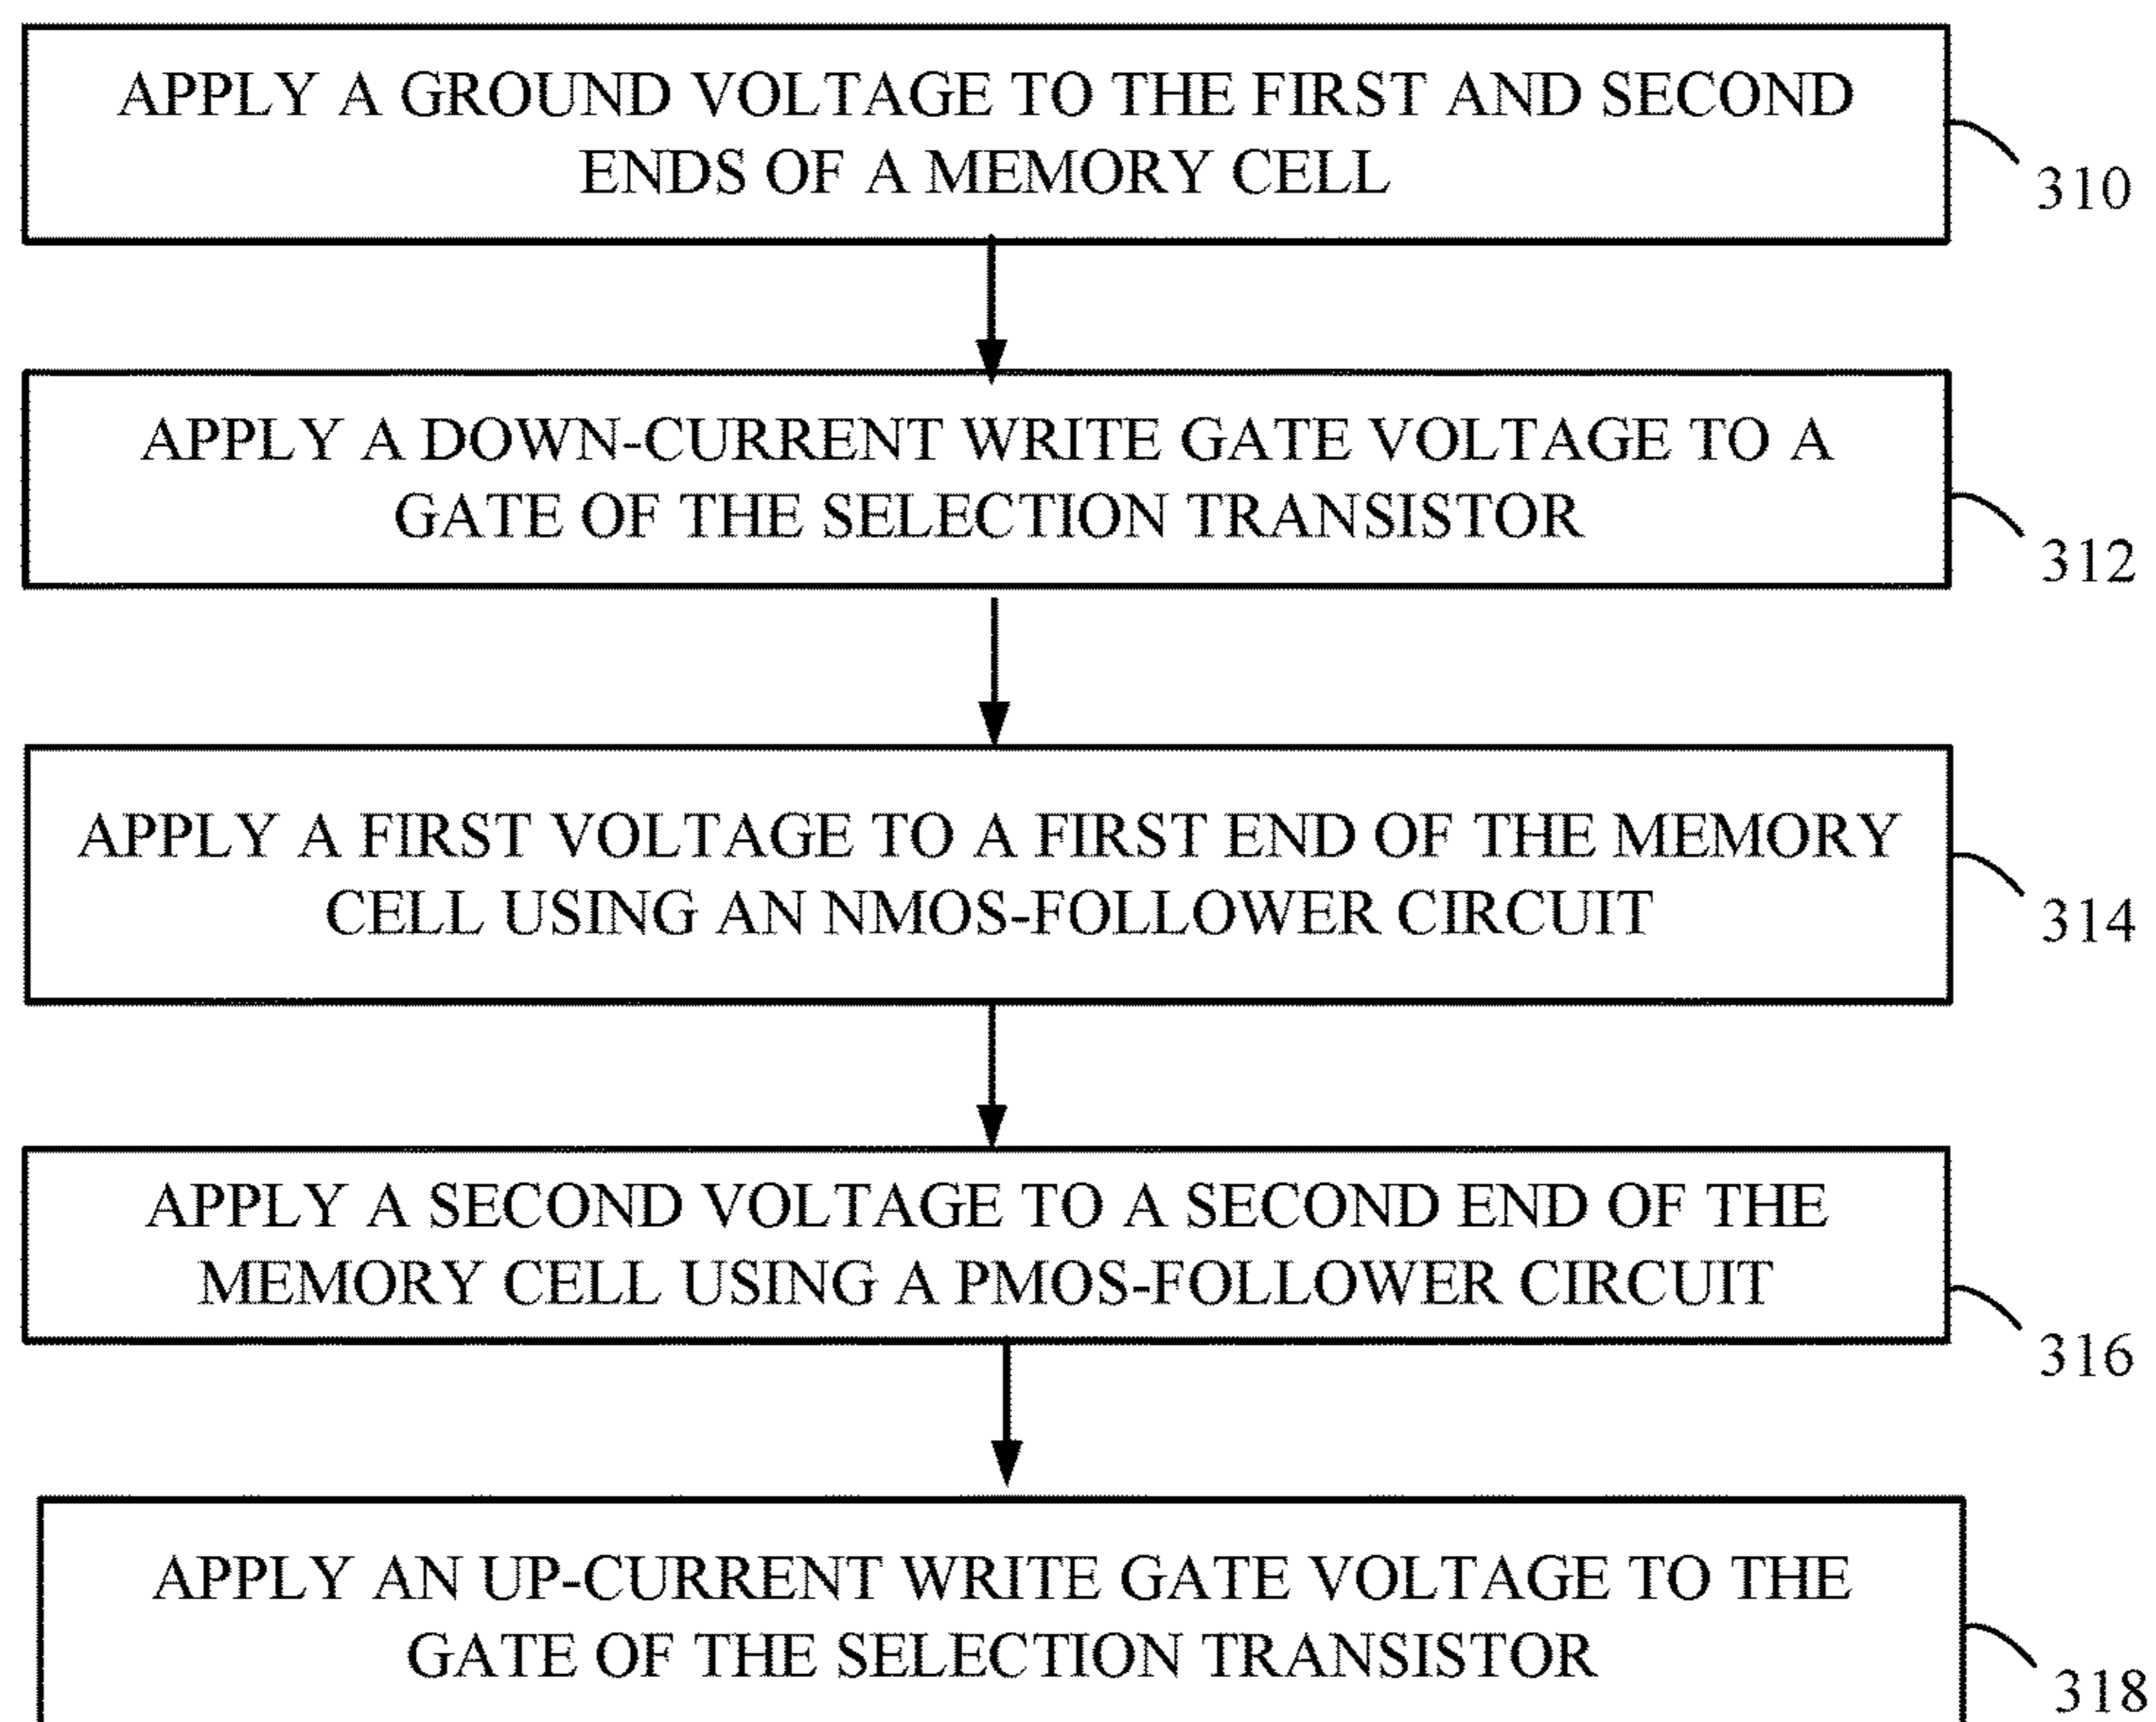 APPLY A GROUND VOLTAGE TO THE FIRST AND SECOND
ENDS OF A MEMORY CELL
310
APPLY A DOWN-CURRENT WRITE GATE VOLTAGE TO A
GATE OF THE SELECTION TRANSISTOR
312
APPLY A FIRST VOLTAGE TO A FIRST END OF THE MEMORY
CELL USING AN NMOS-FOLLOWER CIRCUIT
314
APPLY A SECOND VOLTAGE TO A SECOND END OF THE
MEMORY CELL USING A PMOS-FOLLOWER CIRCUIT
316
APPLY AN UP-CURRENT WRITE GATE VOLTAGE TO THE
GATE OF THE SELECTION TRANSISTOR
318